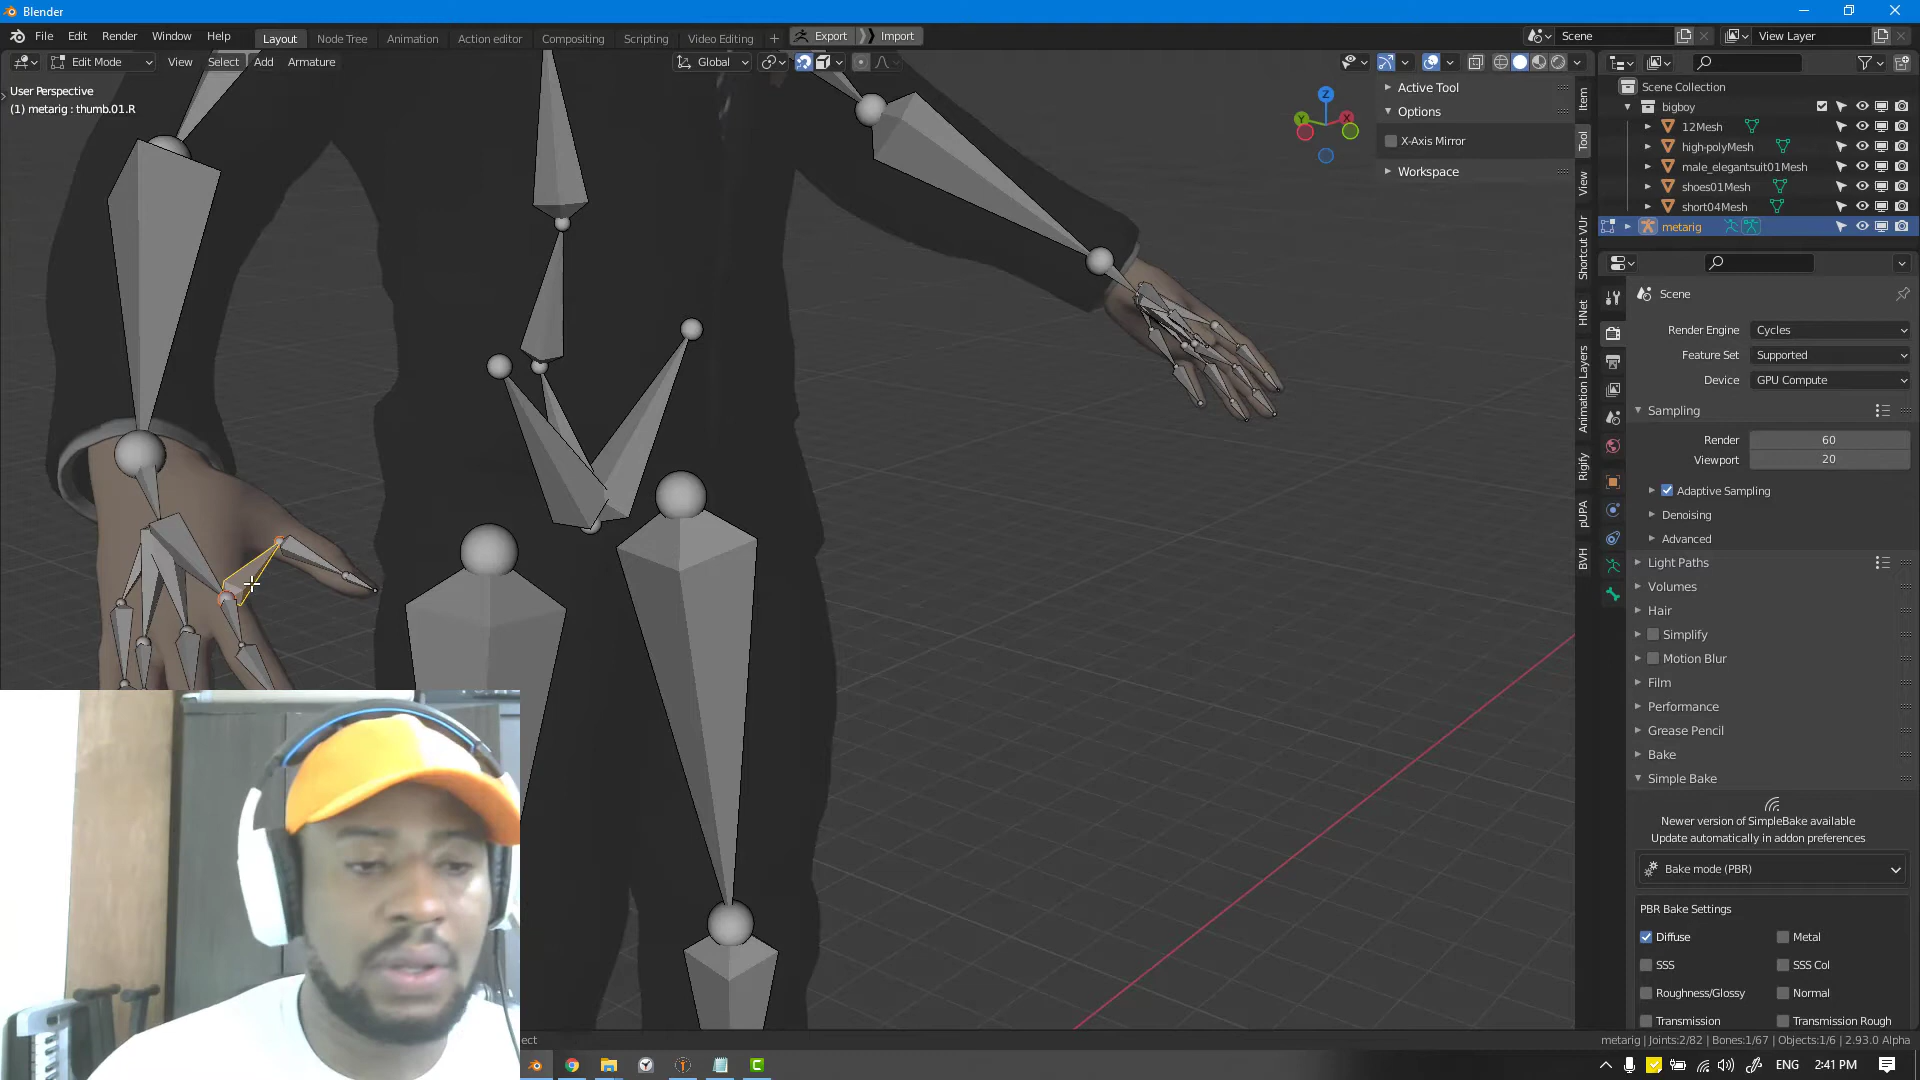 Blender
File Edit Render Window Help
Layout Node Tree Animation Action editor Compositing Scripting Video Editing + Export Import
Scene View Layer
Edit Mode View Select Add Armature
Global
User Perspective
(1) metarig : thumb.01.R
Active Tool
Options
X-Axis Mirror
Workspace
Item
Tool
View
Shortcut VUr
HNet
Animation Layers
Rigify
pUPA
BVH
Z
Y
X
Scene Collection
bigboy
12Mesh
high-polyMesh
male_elegantsuit01Mesh
shoes01Mesh
short04Mesh
metarig
Scene
Render Engine Cycles
Feature Set Supported
Device GPU Compute
Sampling
Render 60
Viewport 20
Adaptive Sampling
Denoising
Advanced
Light Paths
Volumes
Hair
Simplify
Motion Blur
Film
Performance
Grease Pencil
Bake
Simple Bake
Newer version of SimpleBake available
Update automatically in addon preferences
Bake mode (PBR)
PBR Bake Settings
Diffuse Metal
SSS SSS Col
Roughness/Glossy Normal
Transmission Transmission Rough
ect
metarig | Joints:2/82 | Bones:1/67 | Objects:1/6 | 2.93.0 Alpha
ENG 2:41 PM